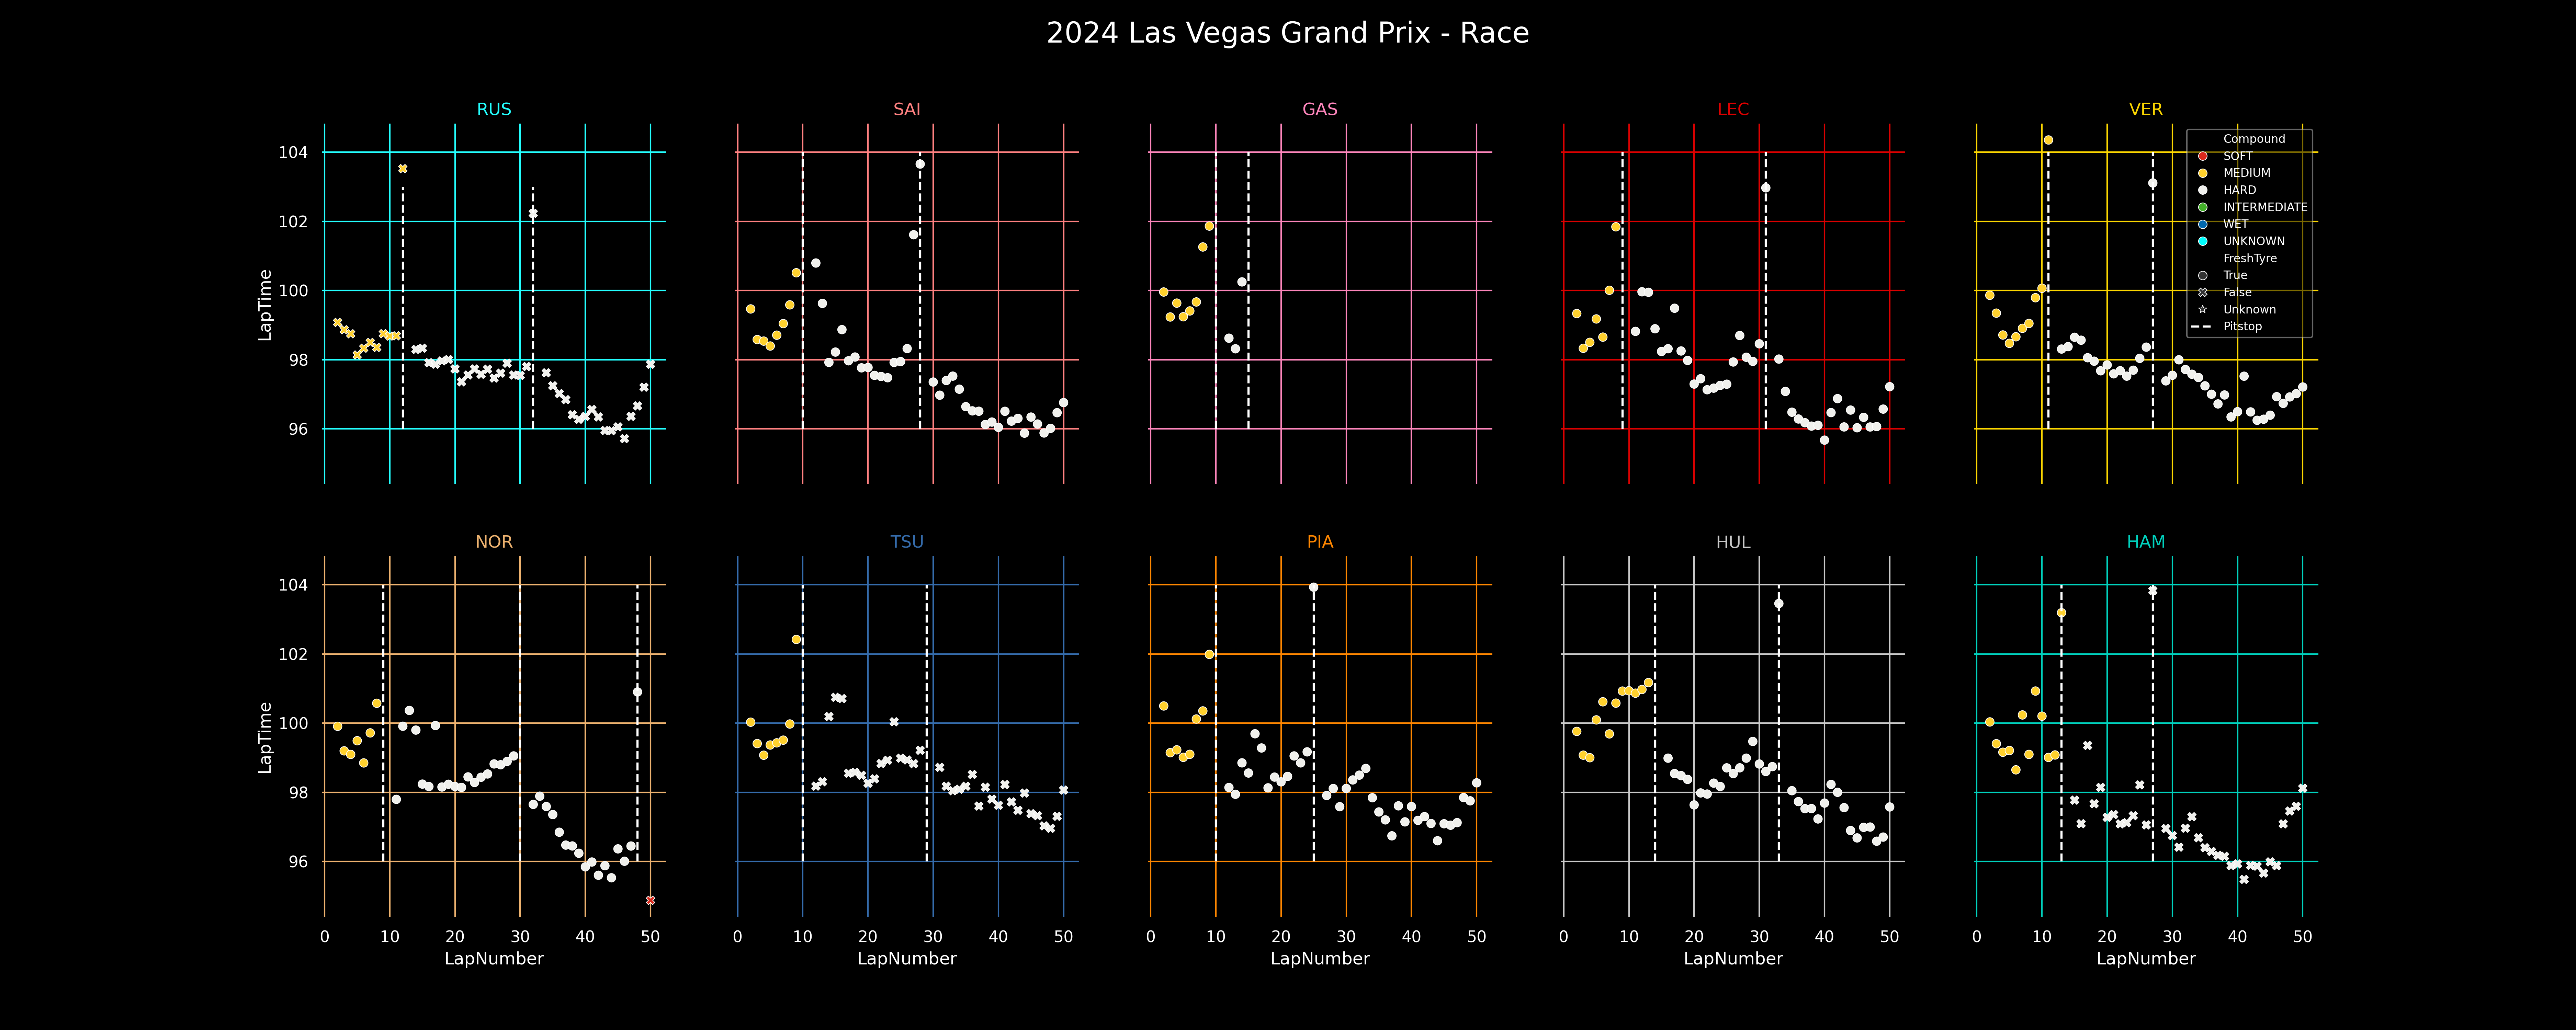 2024 Las Vegas Grand Prix - Race
RUS
SAI
GAS
LEC
VER
LapTime
104
102
100
98
96
Compound
SOFT
MEDIUM
HARD
INTERMEDIATE
WET
UNKNOWN
FreshTyre
True
False
Unknown
Pitstop
NOR
TSU
PIA
HUL
HAM
LapTime
104
102
100
98
96
0 10 20 30 40 50
0 10 20 30 40 50
0 10 20 30 40 50
0 10 20 30 40 50
0 10 20 30 40 50
LapNumber
LapNumber
LapNumber
LapNumber
LapNumber